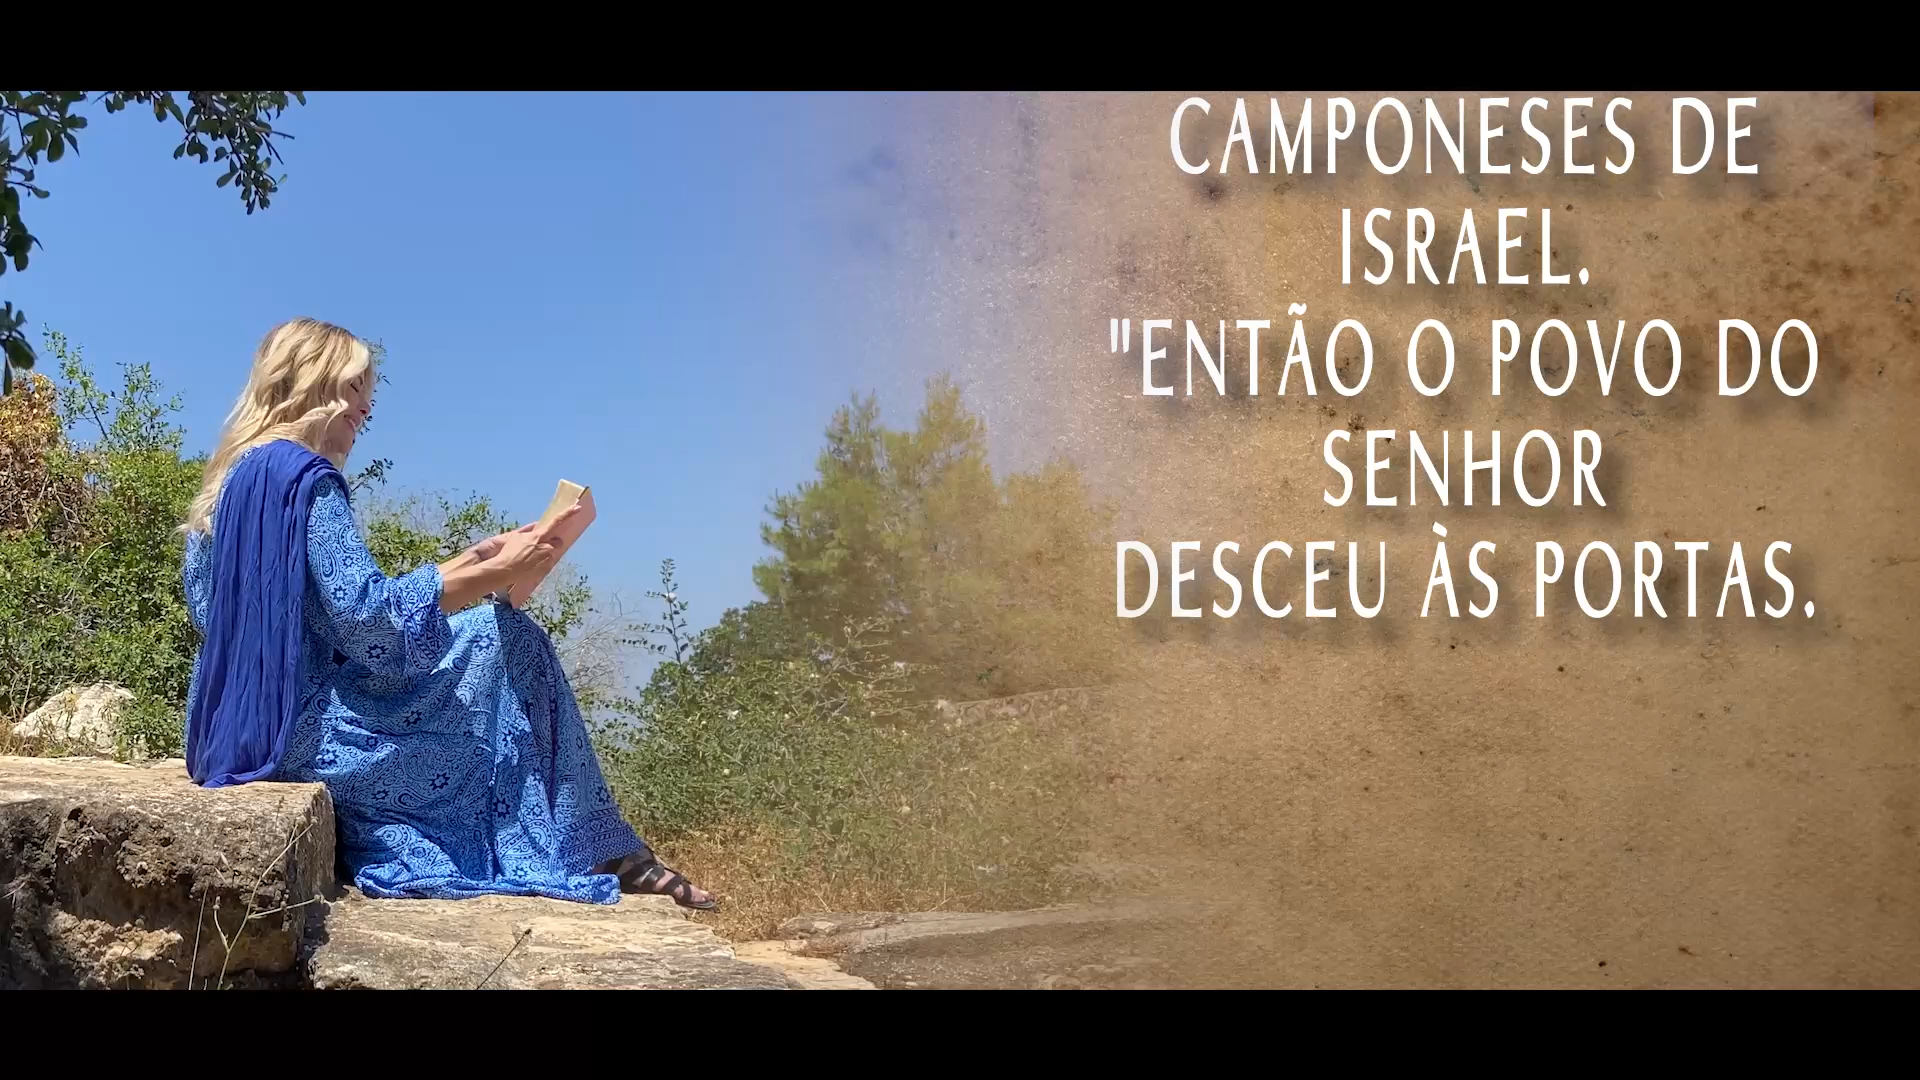 CAMPONESES DE
ISRAEL.
"ENTÃO O POVO DO
SENHOR
DESCEU ÀS PORTAS.